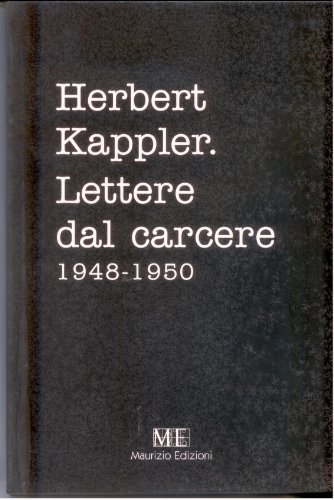 Herbert
Kappler.
Lettere
dal carcere
1948-1950
ME
Maurizio Edizioni